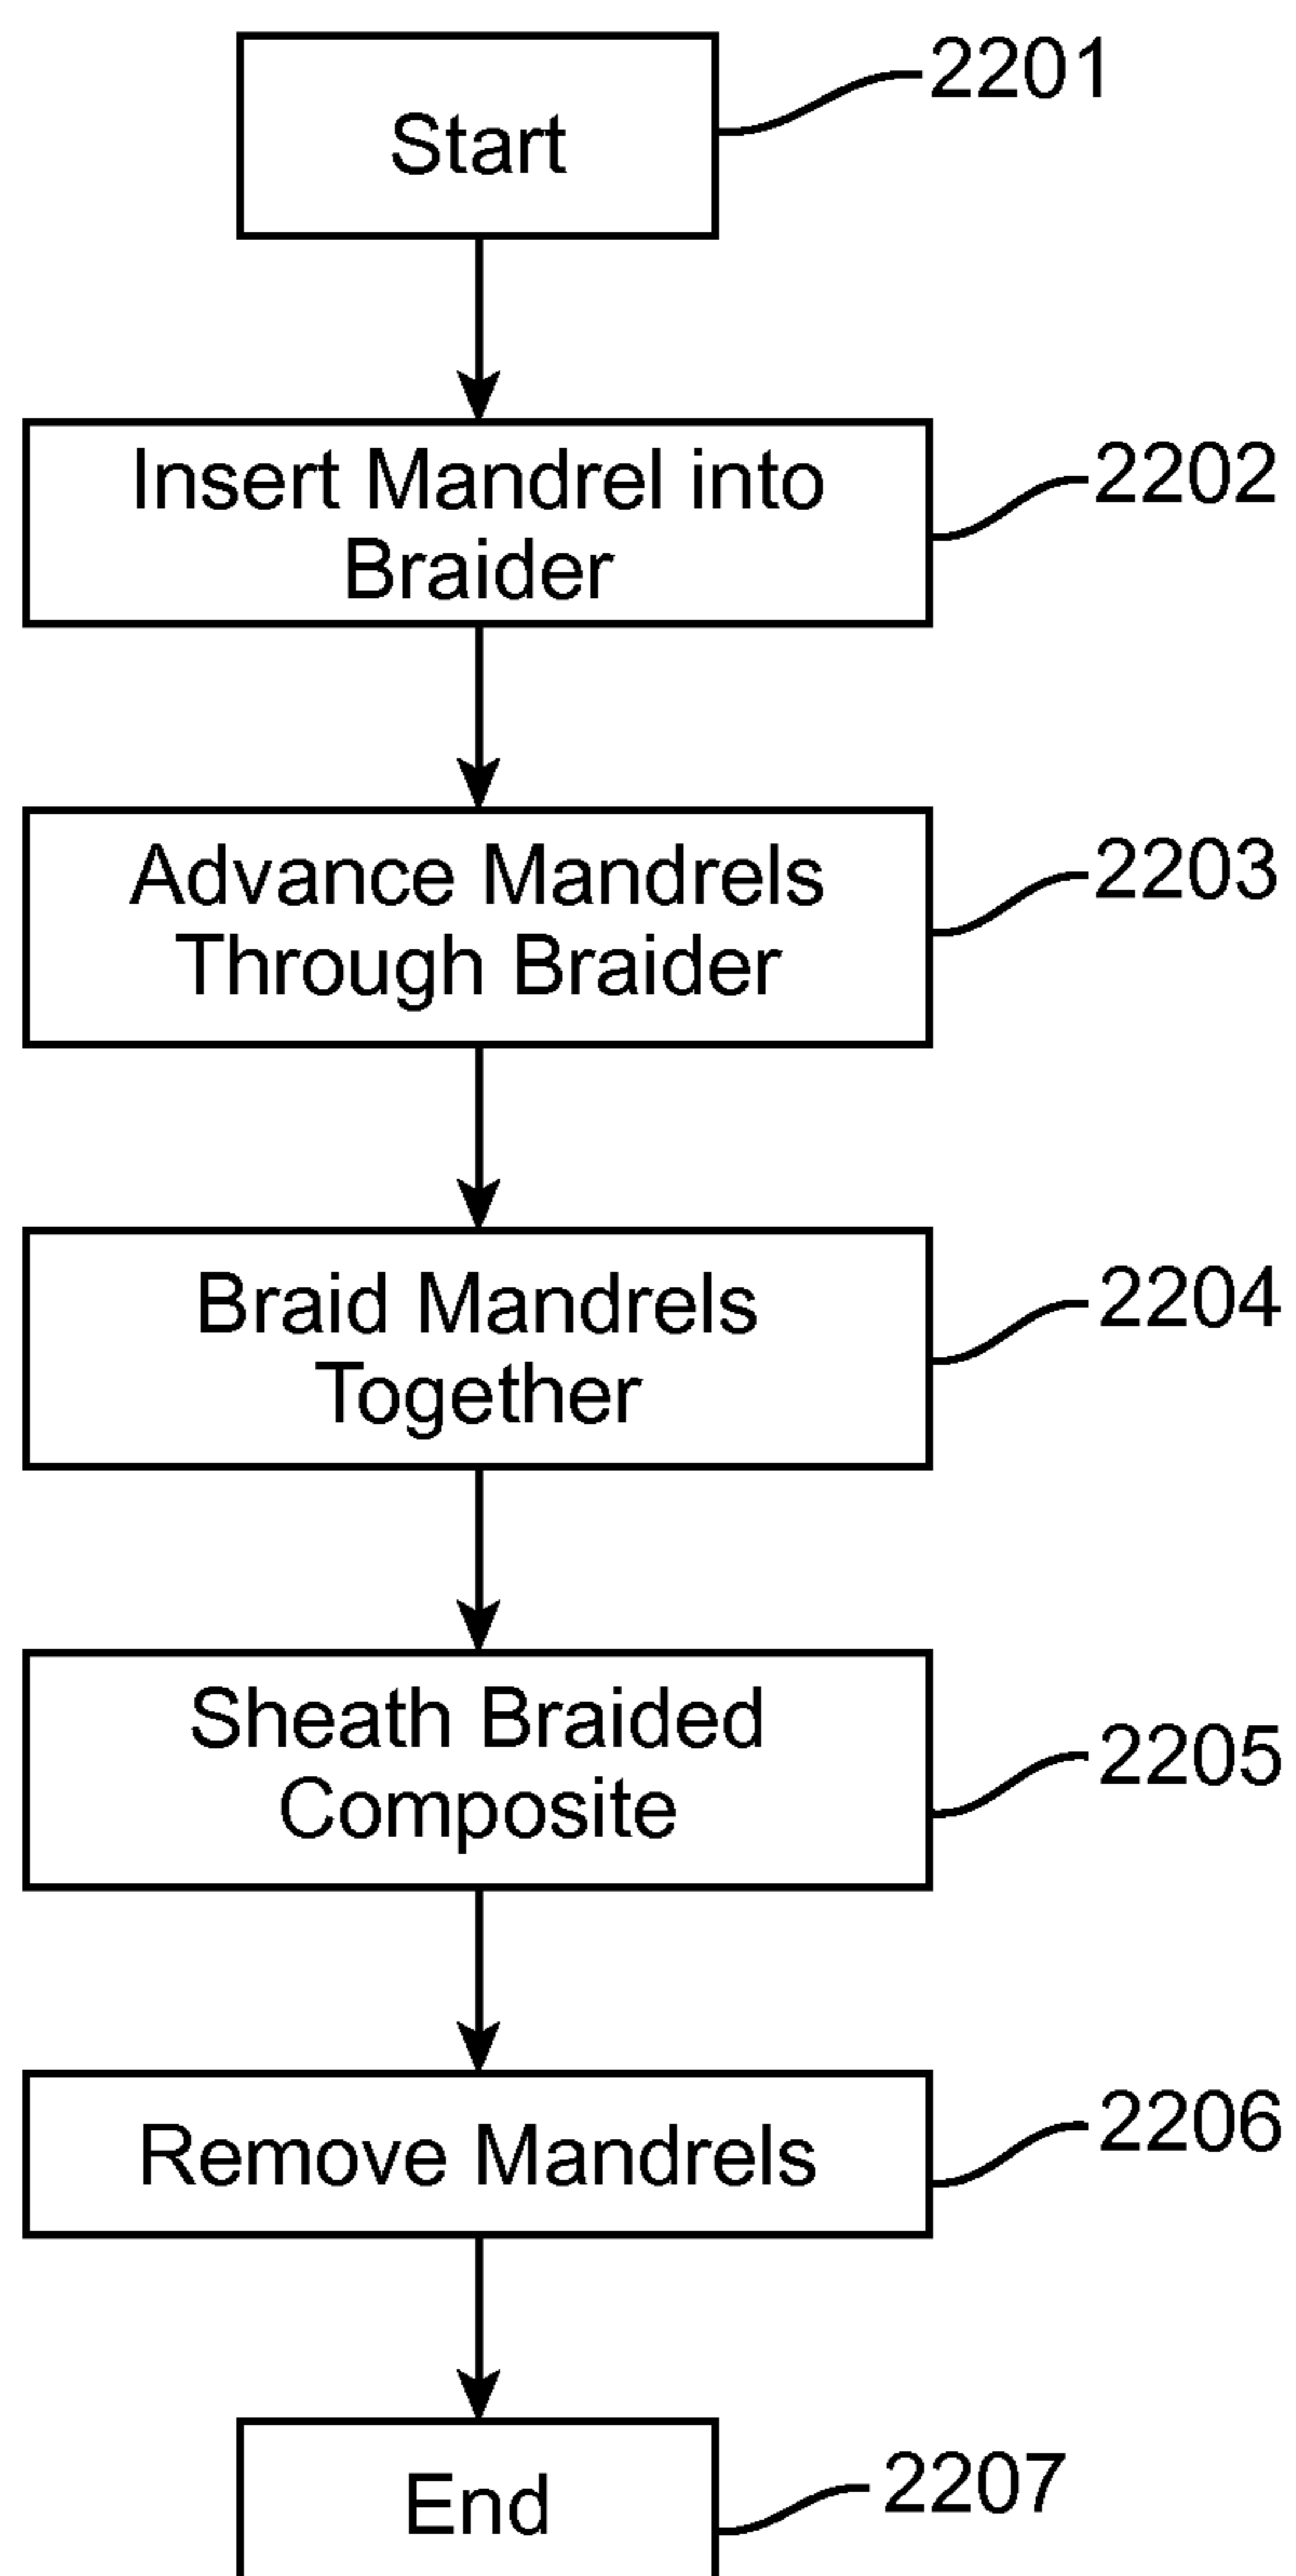 Start
2201
Insert Mandrel into
Braider
2202
Advance Mandrels
Through Braider
2203
Braid Mandrels
Together
2204
Sheath Braided
Composite
2205
Remove Mandrels
2206
End
2207